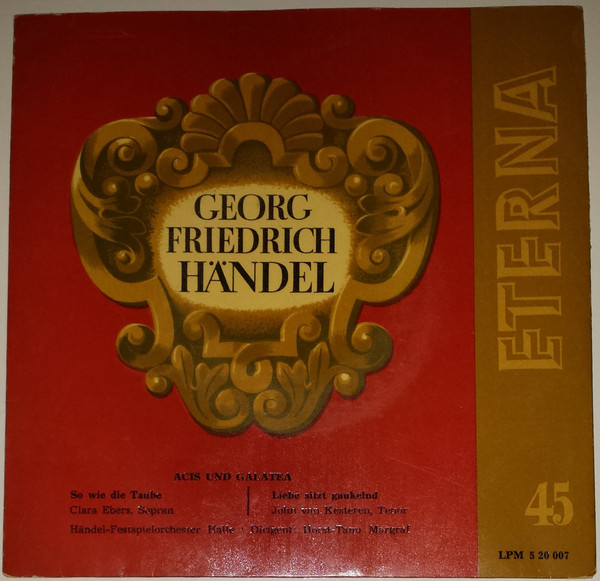 GEORG
FRIEDRICH
HÄNDEL
ETERNA
ACIS UND GALATEA
So wie die Taube
Clara Ebers, Sopran
Liebe sitzt gaukelnd
John van Kesteren, Tenor
Händel-Festspielorchester Halle · Dirigent: Horst-Tanu Margraf
45
LPM 5 20 007